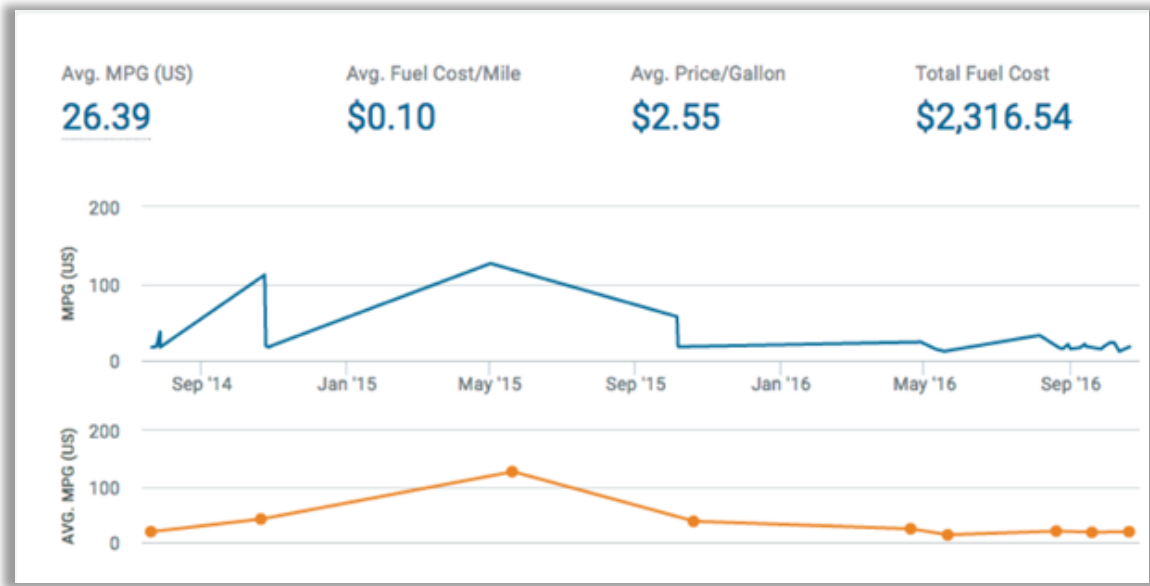 Avg. MPG (US)
26.39
Avg. Fuel Cost/Mile
$0.10
Avg. Price/Gallon
$2.55
Total Fuel Cost
$2,316.54
MPG (US)
200
100
0
Sep '14
Jan '15
May '15
Sep '15
Jan '16
May '16
Sep '16
AVG. MPG (US)
200
100
0